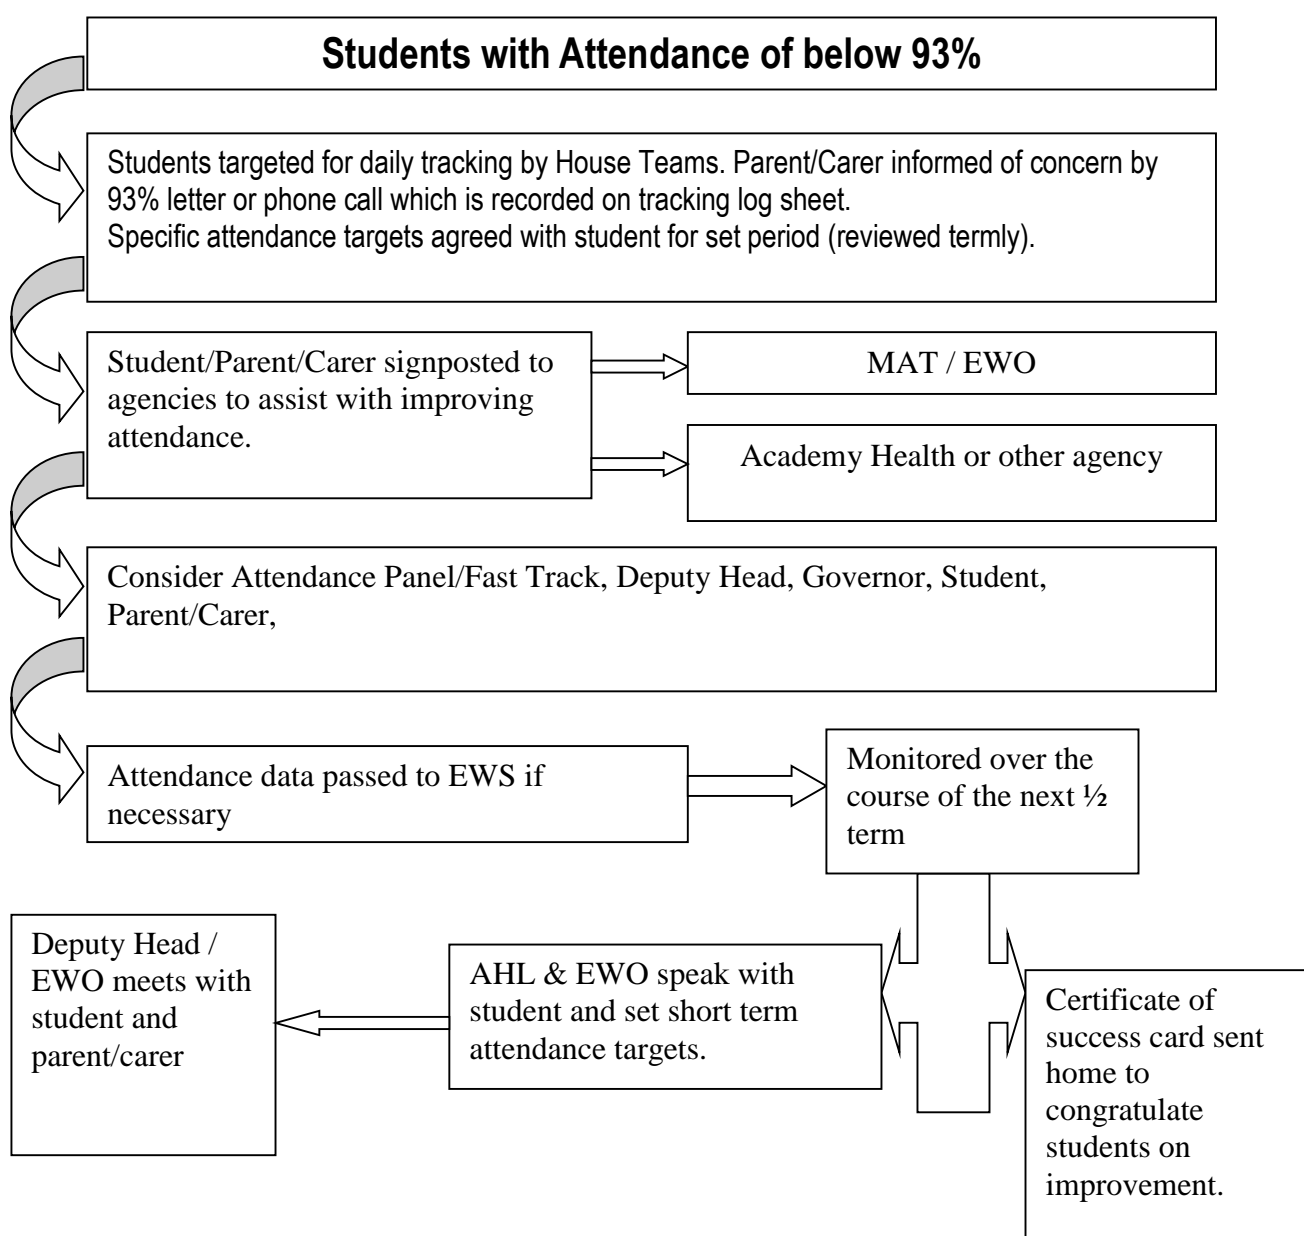 Students with Attendance of below 93%
Students targeted for daily tracking by House Teams. Parent/Carer informed of concern by
93% letter or phone call which is recorded on tracking log sheet.
Specific attendance targets agreed with student for set period (reviewed termly).
Student/Parent/Carer signposted to
agencies to assist with improving
attendance.
MAT / EWO
Academy Health or other agency
Consider Attendance Panel/Fast Track, Deputy Head, Governor, Student,
Parent/Carer,
Attendance data passed to EWS if
necessary
Monitored over the
course of the next ½
term
Deputy Head /
EWO meets with
student and
parent/carer
AHL & EWO speak with
student and set short term
attendance targets.
Certificate of
success card sent
home to
congratulate
students on
improvement.